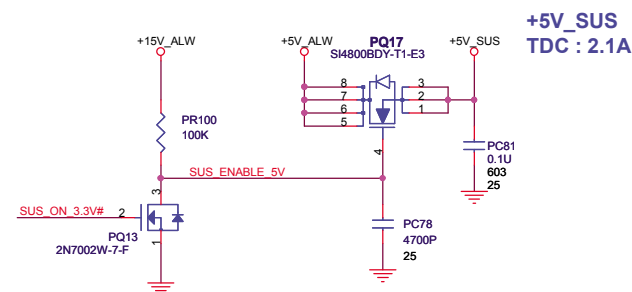 +5V_SUS
TDC : 2.1A
+15V_ALW
+5V_ALW
PQ17
SI4800BDY-T1-E3
+5V_SUS
8
7
6
5
3
2
1
4
PR100
100K
PC81
0.1U
603
25
SUS_ENABLE_5V
3
SUS_ON_3.3V#
2
1
PQ13
2N7002W-7-F
PC78
4700P
25